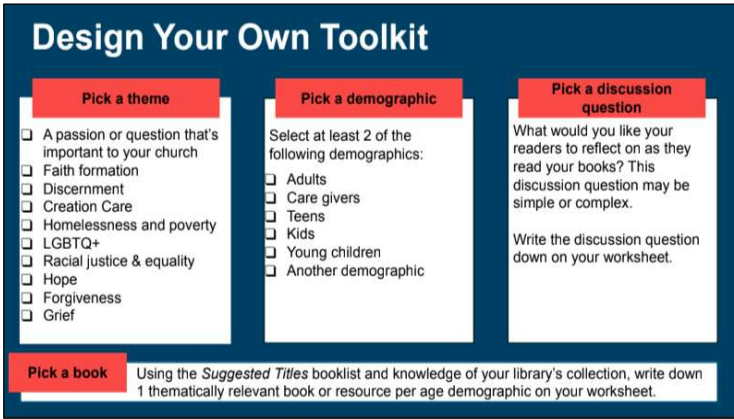 Design Your Own Toolkit
Pick a theme
❑ A passion or question that's
important to your church
❑ Faith formation
❑ Discernment
❑ Creation Care
❑ Homelessness and poverty
❑ LGBTQ+
❑ Racial justice & equality
❑ Hope
❑ Forgiveness
❑ Grief
Pick a demographic
Select at least 2 of the
following demographics:
❑ Adults
❑ Care givers
❑ Teens
❑ Kids
❑ Young children
❑ Another demographic
Pick a discussion
question
What would you like your
readers to reflect on as they
read your books? This
discussion question may be
simple or complex.
Write the discussion question
down on your worksheet.
Pick a book
Using the Suggested Titles booklist and knowledge of your library's collection, write down
1 thematically relevant book or resource per age demographic on your worksheet.